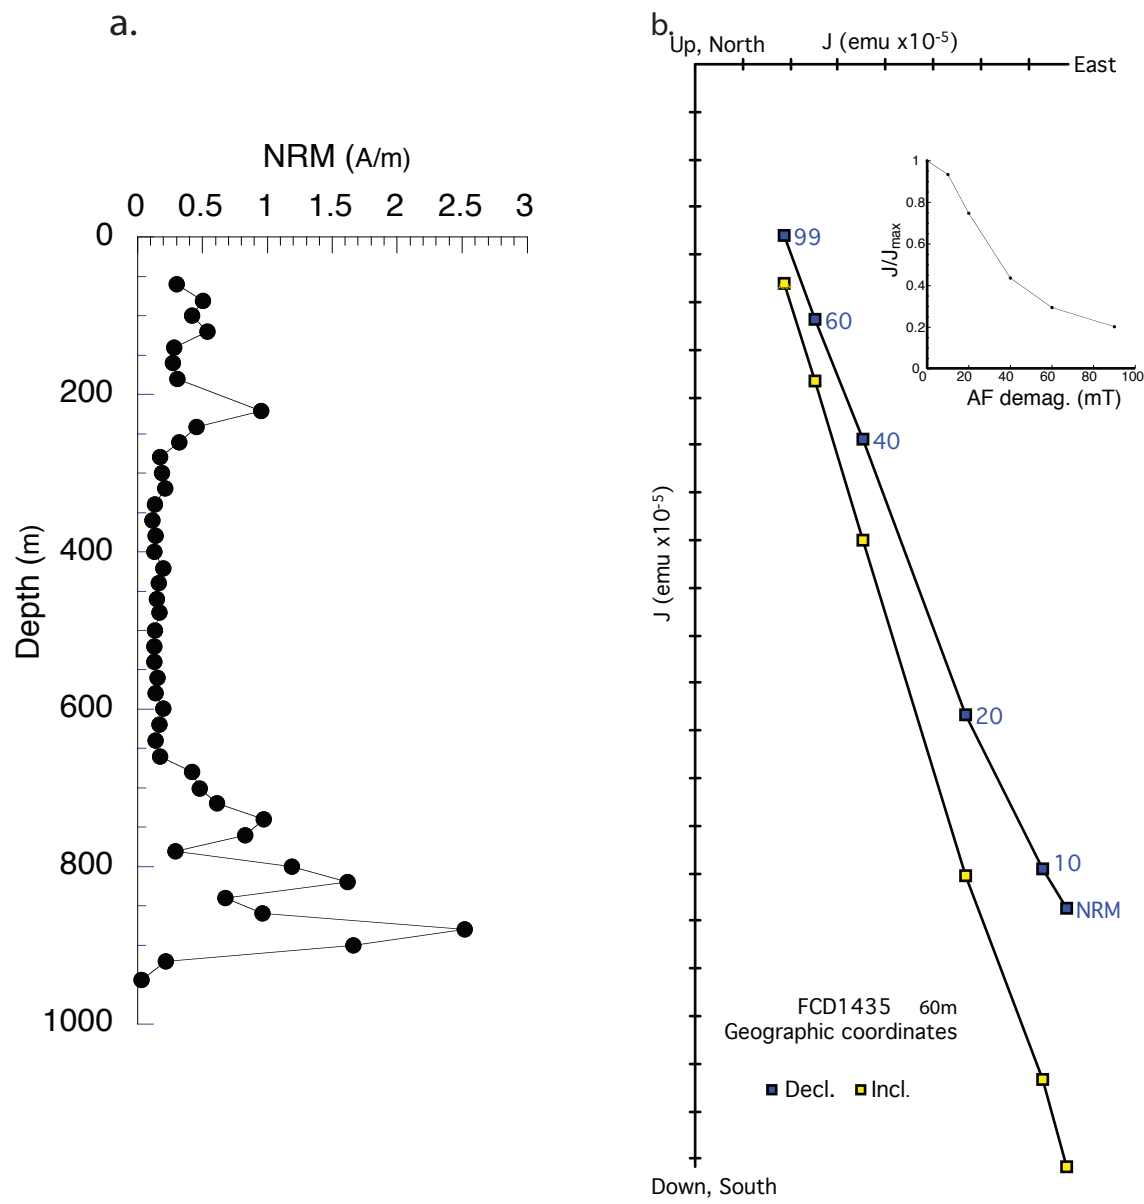 a.
NRM (A/m)
0 0.5 1 1.5 2 2.5 3
0
200
400
600
800
1000
Depth (m)
b.
Up, North
J (emu x10-5)
East
J (emu x10-5)
Down, South
99
60
40
20
10
NRM
FCD1435 60m
Geographic coordinates
Decl. Incl.
1
0.8
0.6
0.4
0.2
0
J/Jmax
0 20 40 60 80 100
AF demag. (mT)